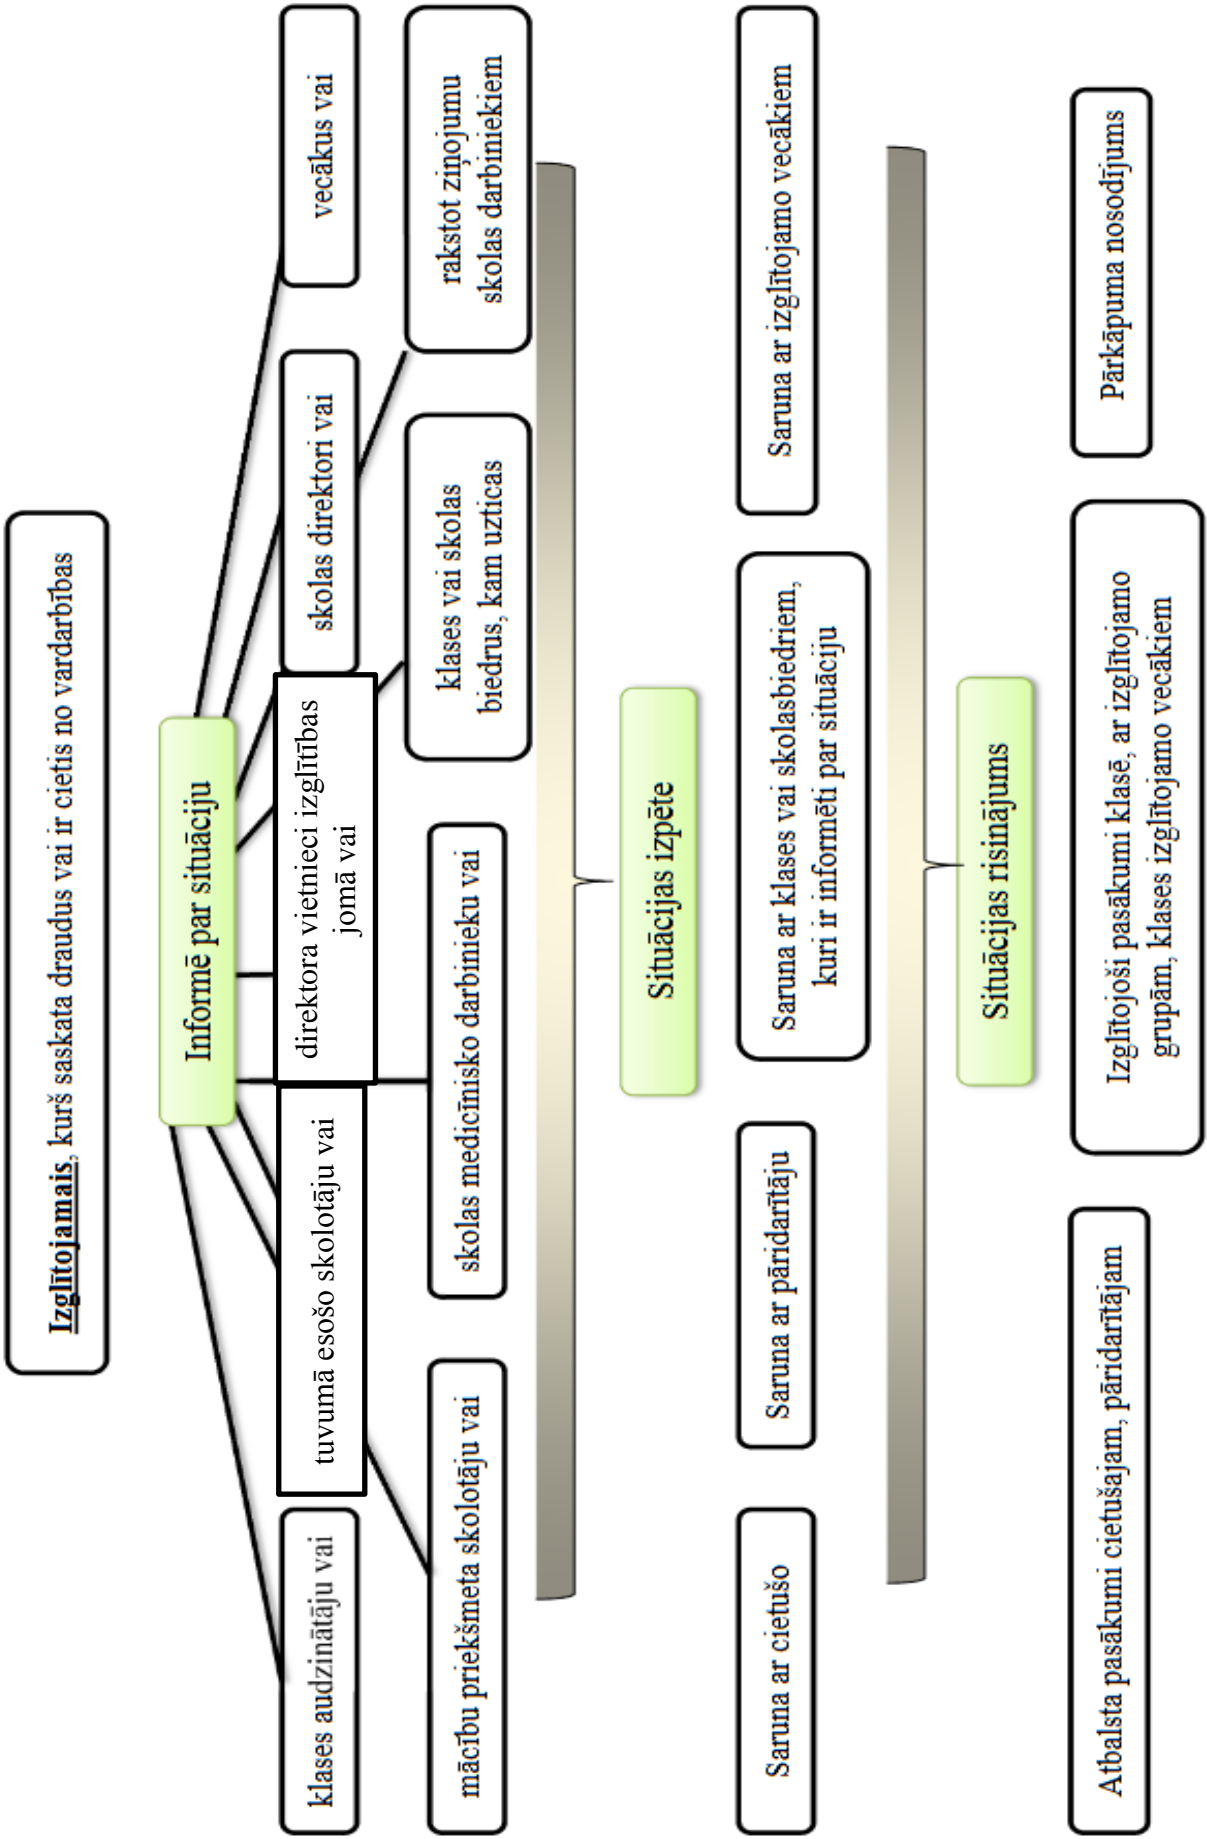 Izglītojamais, kurš saskata draudus vai ir cietis no vardarbības
Informē par situāciju
klases audzinātāju vai
tuvumā esošo skolotāju vai
direktora vietnieci izglītības
jomā vai
skolas direktori vai
vecākus vai
mācību priekšmeta skolotāju vai
skolas medicīnisko darbinieku vai
klases vai skolas
biedrus, kam uzticas
rakstot ziņojumu
skolas darbiniekiem
Situācijas izpēte
Saruna ar cietušo
Saruna ar pāridarītāju
Saruna ar klases vai skolasbiedriem,
kuri ir informēti par situāciju
Saruna ar izglītojamo vecākiem
Situācijas risinājums
Atbalsta pasākumi cietušajam, pāridarītājam
Izglītojoši pasākumi klasē, ar izglītojamo
grupām, klases izglītojamo vecākiem
Pārkāpuma nosodījums